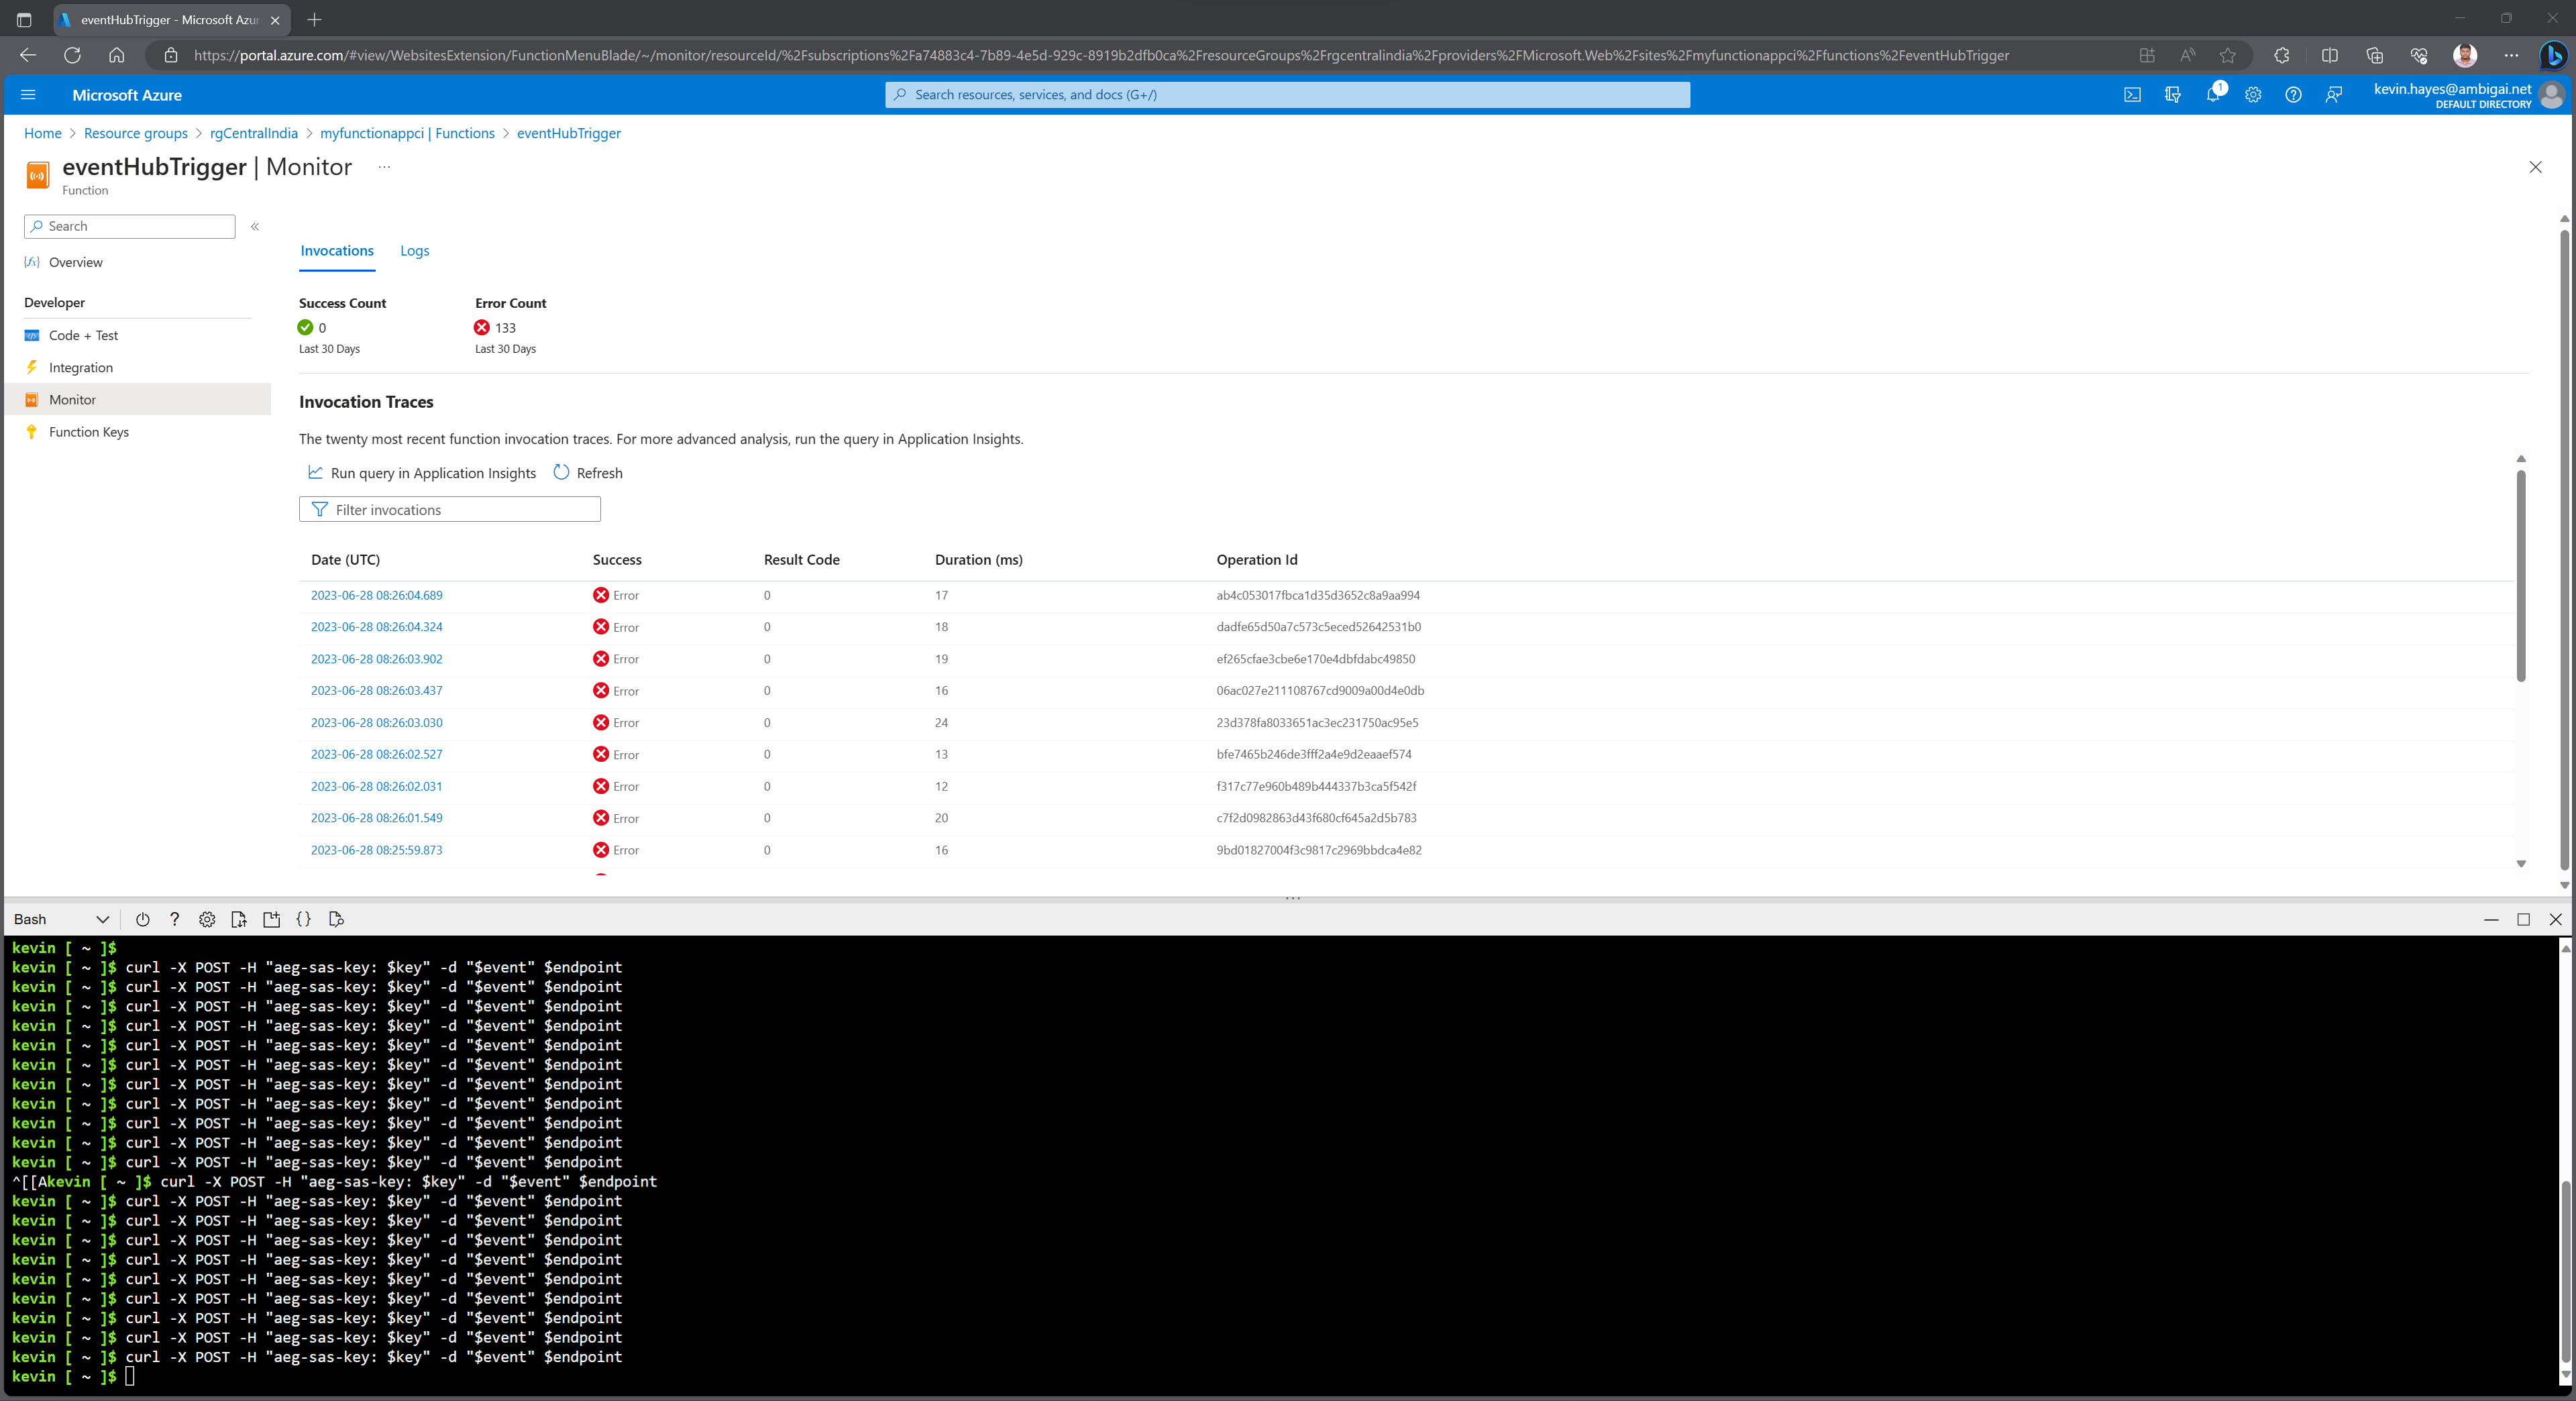 eventHubTrigger - Microsoft Azur
https://portal.azure.com/#view/WebsitesExtension/FunctionMenuBlade/~/monitor/resourceId/%2Fsubscriptions%2Fa74883c4-7b89-4e5d-929c-8919b2dfb0ca%2FresourceGroups%2Frgcentralindia%2Fproviders%2FMicrosoft.Web%2Fsites%2Fmyfunctionappci%2Ffunctions%2FeventHubTrigger
Microsoft Azure
Search resources, services, and docs (G+/)
1
kevin.hayes@ambigai.net
DEFAULT DIRECTORY
Home > Resource groups > rgCentralIndia > myfunctionappci | Functions > eventHubTrigger
eventHubTrigger | Monitor ...
Function
Search
«
Overview
Developer
Code + Test
Integration
Monitor
Function Keys
Invocations Logs
Success Count Error Count
0 133
Last 30 Days Last 30 Days
Invocation Traces
The twenty most recent function invocation traces. For more advanced analysis, run the query in Application Insights.
Run query in Application Insights Refresh
Filter invocations
Date (UTC) Success Result Code Duration (ms) Operation Id
2023-06-28 08:26:04.689 Error 0 17 ab4c053017fbca1d35d3652c8a9aa994
2023-06-28 08:26:04.324 Error 0 18 dadfe65d50a7c573c5eced52642531b0
2023-06-28 08:26:03.902 Error 0 19 ef265cfae3cbe6e170e4dbfdabc49850
2023-06-28 08:26:03.437 Error 0 16 06ac027e211108767cd9009a00d4e0db
2023-06-28 08:26:03.030 Error 0 24 23d378fa8033651ac3ec231750ac95e5
2023-06-28 08:26:02.527 Error 0 13 bfe7465b246de3fff2a4e9d2eaaef574
2023-06-28 08:26:02.031 Error 0 12 f317c77e960b489b444337b3ca5f542f
2023-06-28 08:26:01.549 Error 0 20 c7f2d0982863d43f680cf645a2d5b783
2023-06-28 08:25:59.873 Error 0 16 9bd01827004f3c9817c2969bbdca4e82
Bash
kevin [ ~ ]$
kevin [ ~ ]$ curl -X POST -H "aeg-sas-key: $key" -d "$event" $endpoint
kevin [ ~ ]$ curl -X POST -H "aeg-sas-key: $key" -d "$event" $endpoint
kevin [ ~ ]$ curl -X POST -H "aeg-sas-key: $key" -d "$event" $endpoint
kevin [ ~ ]$ curl -X POST -H "aeg-sas-key: $key" -d "$event" $endpoint
kevin [ ~ ]$ curl -X POST -H "aeg-sas-key: $key" -d "$event" $endpoint
kevin [ ~ ]$ curl -X POST -H "aeg-sas-key: $key" -d "$event" $endpoint
kevin [ ~ ]$ curl -X POST -H "aeg-sas-key: $key" -d "$event" $endpoint
kevin [ ~ ]$ curl -X POST -H "aeg-sas-key: $key" -d "$event" $endpoint
kevin [ ~ ]$ curl -X POST -H "aeg-sas-key: $key" -d "$event" $endpoint
kevin [ ~ ]$ curl -X POST -H "aeg-sas-key: $key" -d "$event" $endpoint
kevin [ ~ ]$ curl -X POST -H "aeg-sas-key: $key" -d "$event" $endpoint
^[[Akevin [ ~ ]$ curl -X POST -H "aeg-sas-key: $key" -d "$event" $endpoint
kevin [ ~ ]$ curl -X POST -H "aeg-sas-key: $key" -d "$event" $endpoint
kevin [ ~ ]$ curl -X POST -H "aeg-sas-key: $key" -d "$event" $endpoint
kevin [ ~ ]$ curl -X POST -H "aeg-sas-key: $key" -d "$event" $endpoint
kevin [ ~ ]$ curl -X POST -H "aeg-sas-key: $key" -d "$event" $endpoint
kevin [ ~ ]$ curl -X POST -H "aeg-sas-key: $key" -d "$event" $endpoint
kevin [ ~ ]$ curl -X POST -H "aeg-sas-key: $key" -d "$event" $endpoint
kevin [ ~ ]$ curl -X POST -H "aeg-sas-key: $key" -d "$event" $endpoint
kevin [ ~ ]$ curl -X POST -H "aeg-sas-key: $key" -d "$event" $endpoint
kevin [ ~ ]$ curl -X POST -H "aeg-sas-key: $key" -d "$event" $endpoint
kevin [ ~ ]$